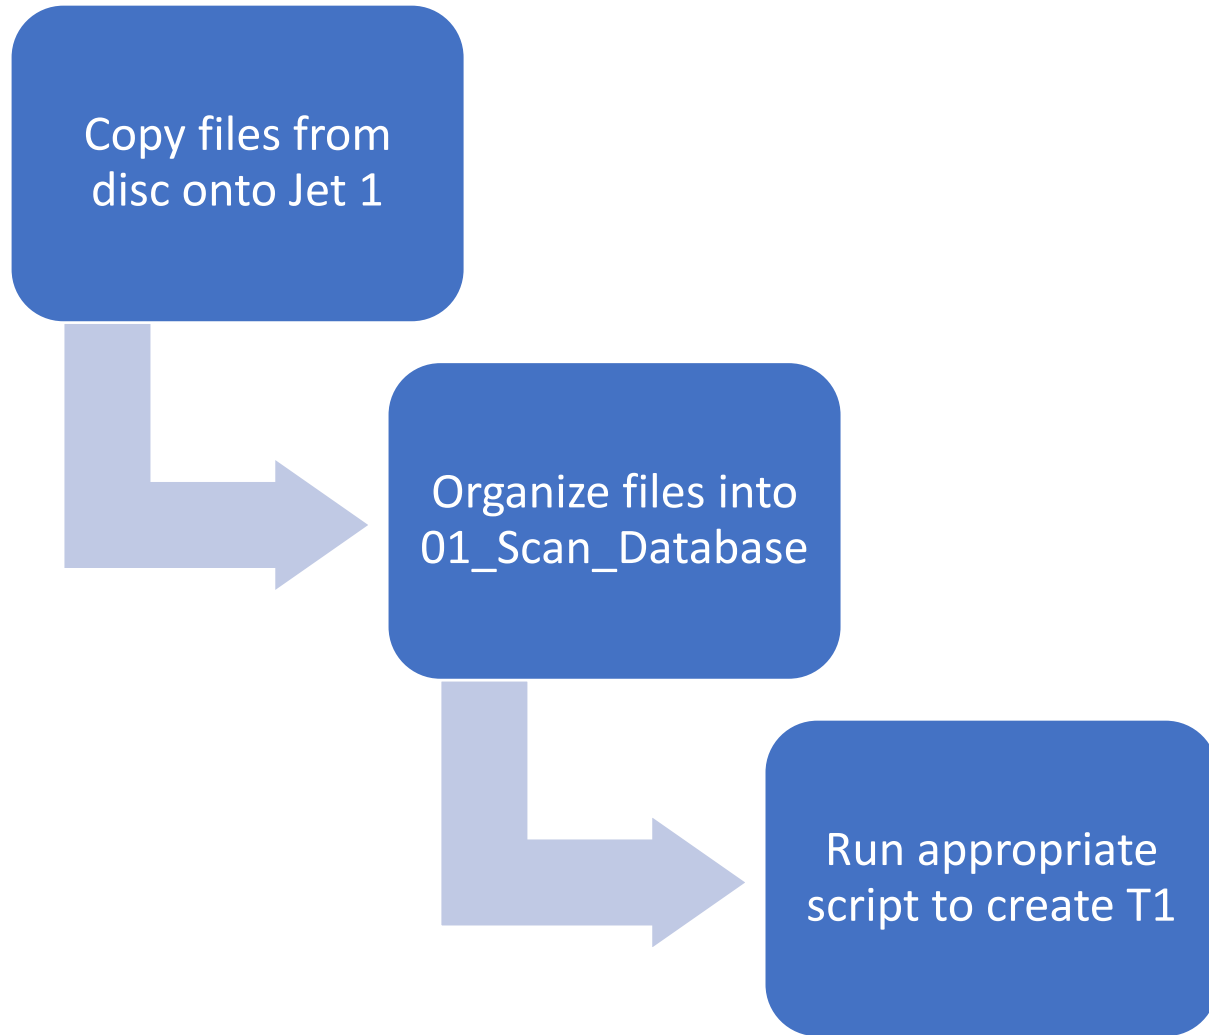 Copy files from
disc onto Jet 1
Organize files into
01_Scan_Database
Run appropriate
script to create T1